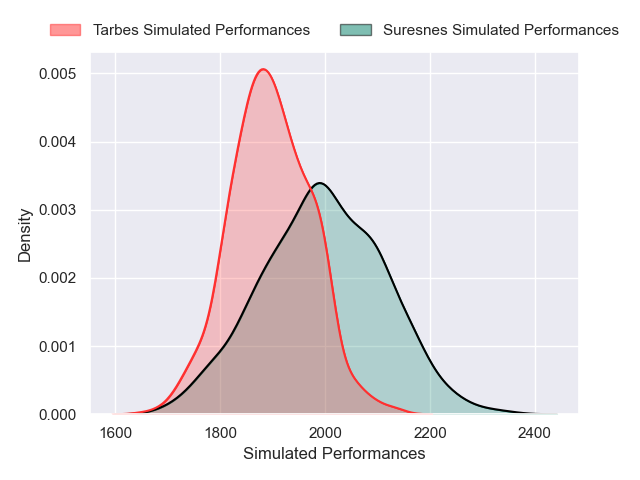 Tarbes Simulated Performances Suresnes Simulated Performances
0.005
0.004
0.003
0.002
0.001
0.000
Density
1600 1800 2000 2200 2400
Simulated Performances